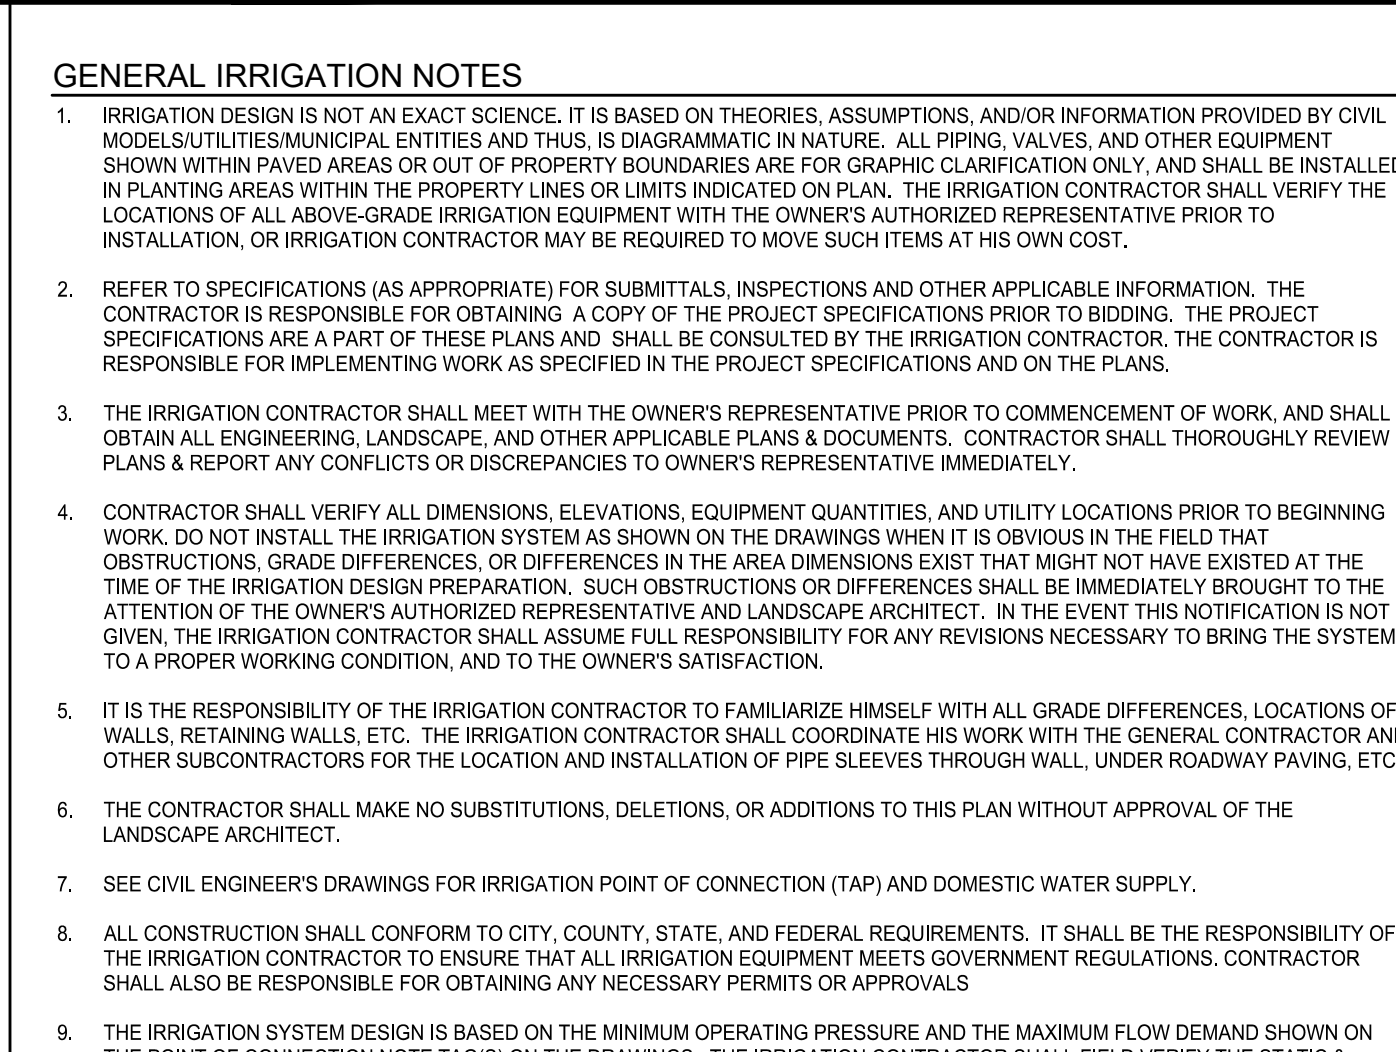 GENERAL IRRIGATION NOTES
1. IRRIGATION DESIGN IS NOT AN EXACT SCIENCE. IT IS BASED ON THEORIES, ASSUMPTIONS, AND/OR INFORMATION PROVIDED BY CIVIL
MODELS/UTILITIES/MUNICIPAL ENTITIES AND THUS, IS DIAGRAMMATIC IN NATURE. ALL PIPING, VALVES, AND OTHER EQUIPMENT
SHOWN WITHIN PAVED AREAS OR OUT OF PROPERTY BOUNDARIES ARE FOR GRAPHIC CLARIFICATION ONLY, AND SHALL BE INSTALLED
IN PLANTING AREAS WITHIN THE PROPERTY LINES OR LIMITS INDICATED ON PLAN. THE IRRIGATION CONTRACTOR SHALL VERIFY THE
LOCATIONS OF ALL ABOVE-GRADE IRRIGATION EQUIPMENT WITH THE OWNER'S AUTHORIZED REPRESENTATIVE PRIOR TO
INSTALLATION, OR IRRIGATION CONTRACTOR MAY BE REQUIRED TO MOVE SUCH ITEMS AT HIS OWN COST.
2. REFER TO SPECIFICATIONS (AS APPROPRIATE) FOR SUBMITTALS, INSPECTIONS AND OTHER APPLICABLE INFORMATION. THE
CONTRACTOR IS RESPONSIBLE FOR OBTAINING A COPY OF THE PROJECT SPECIFICATIONS PRIOR TO BIDDING. THE PROJECT
SPECIFICATIONS ARE A PART OF THESE PLANS AND SHALL BE CONSULTED BY THE IRRIGATION CONTRACTOR. THE CONTRACTOR IS
RESPONSIBLE FOR IMPLEMENTING WORK AS SPECIFIED IN THE PROJECT SPECIFICATIONS AND ON THE PLANS.
3. THE IRRIGATION CONTRACTOR SHALL MEET WITH THE OWNER'S REPRESENTATIVE PRIOR TO COMMENCEMENT OF WORK, AND SHALL
OBTAIN ALL ENGINEERING, LANDSCAPE, AND OTHER APPLICABLE PLANS & DOCUMENTS. CONTRACTOR SHALL THOROUGHLY REVIEW
PLANS & REPORT ANY CONFLICTS OR DISCREPANCIES TO OWNER'S REPRESENTATIVE IMMEDIATELY.
4. CONTRACTOR SHALL VERIFY ALL DIMENSIONS, ELEVATIONS, EQUIPMENT QUANTITIES, AND UTILITY LOCATIONS PRIOR TO BEGINNING
WORK. DO NOT INSTALL THE IRRIGATION SYSTEM AS SHOWN ON THE DRAWINGS WHEN IT IS OBVIOUS IN THE FIELD THAT
OBSTRUCTIONS, GRADE DIFFERENCES, OR DIFFERENCES IN THE AREA DIMENSIONS EXIST THAT MIGHT NOT HAVE EXISTED AT THE
TIME OF THE IRRIGATION DESIGN PREPARATION. SUCH OBSTRUCTIONS OR DIFFERENCES SHALL BE IMMEDIATELY BROUGHT TO THE
ATTENTION OF THE OWNER'S AUTHORIZED REPRESENTATIVE AND LANDSCAPE ARCHITECT. IN THE EVENT THIS NOTIFICATION IS NOT
GIVEN, THE IRRIGATION CONTRACTOR SHALL ASSUME FULL RESPONSIBILITY FOR ANY REVISIONS NECESSARY TO BRING THE SYSTEM
TO A PROPER WORKING CONDITION, AND TO THE OWNER'S SATISFACTION.
5. IT IS THE RESPONSIBILITY OF THE IRRIGATION CONTRACTOR TO FAMILIARIZE HIMSELF WITH ALL GRADE DIFFERENCES, LOCATIONS OF
WALLS, RETAINING WALLS, ETC. THE IRRIGATION CONTRACTOR SHALL COORDINATE HIS WORK WITH THE GENERAL CONTRACTOR AND
OTHER SUBCONTRACTORS FOR THE LOCATION AND INSTALLATION OF PIPE SLEEVES THROUGH WALL, UNDER ROADWAY PAVING, ETC
6. THE CONTRACTOR SHALL MAKE NO SUBSTITUTIONS, DELETIONS, OR ADDITIONS TO THIS PLAN WITHOUT APPROVAL OF THE
LANDSCAPE ARCHITECT.
7. SEE CIVIL ENGINEER'S DRAWINGS FOR IRRIGATION POINT OF CONNECTION (TAP) AND DOMESTIC WATER SUPPLY.
8. ALL CONSTRUCTION SHALL CONFORM TO CITY, COUNTY, STATE, AND FEDERAL REQUIREMENTS. IT SHALL BE THE RESPONSIBILITY OF
THE IRRIGATION CONTRACTOR TO ENSURE THAT ALL IRRIGATION EQUIPMENT MEETS GOVERNMENT REGULATIONS. CONTRACTOR
SHALL ALSO BE RESPONSIBLE FOR OBTAINING ANY NECESSARY PERMITS OR APPROVALS
9. THE IRRIGATION SYSTEM DESIGN IS BASED ON THE MINIMUM OPERATING PRESSURE AND THE MAXIMUM FLOW DEMAND SHOWN ON
THE POINT OF CONNECTION NOTE TAG(S) ON THE DRAWINGS. THE IRRIGATION CONTRACTOR SHALL FIELD VERIFY THE STATIC &